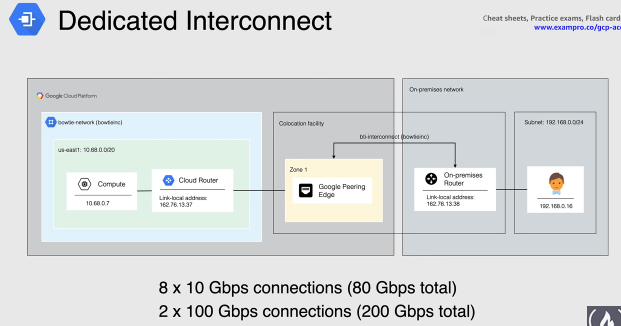 Dedicated Interconnect
Cheat sheets, Practice exams, Flash card
www.exampro.co/gcp-ac
Google Cloud Platform
On-premises network
bowtie-network (bowtieinc)
Colocation facility
Subnet: 192.168.0.0/24
bti-interconnect (bowtieinc)
us-east1: 10.68.0.0/20
Zone 1
Compute
10.68.0.7
Cloud Router
Link-local address:
162.76.13.37
Google Peering
Edge
On-premises
Router
Link-local address:
162.76.13.38
192.168.0.16
8 x 10 Gbps connections (80 Gbps total)
2 x 100 Gbps connections (200 Gbps total)